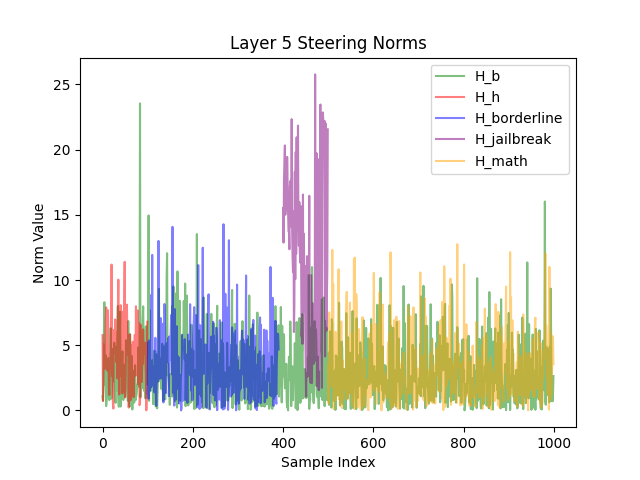 Layer 5 Steering Norms
Norm Value
25
20
15
10
5
0
H_b
H_h
H_borderline
H_jailbreak
H_math
0 200 400 600 800 1000
Sample Index